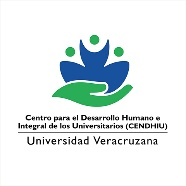 Centro para el Desarrollo Humano e
Integral de los Universitarios (CENDHIU)
Universidad Veracruzana